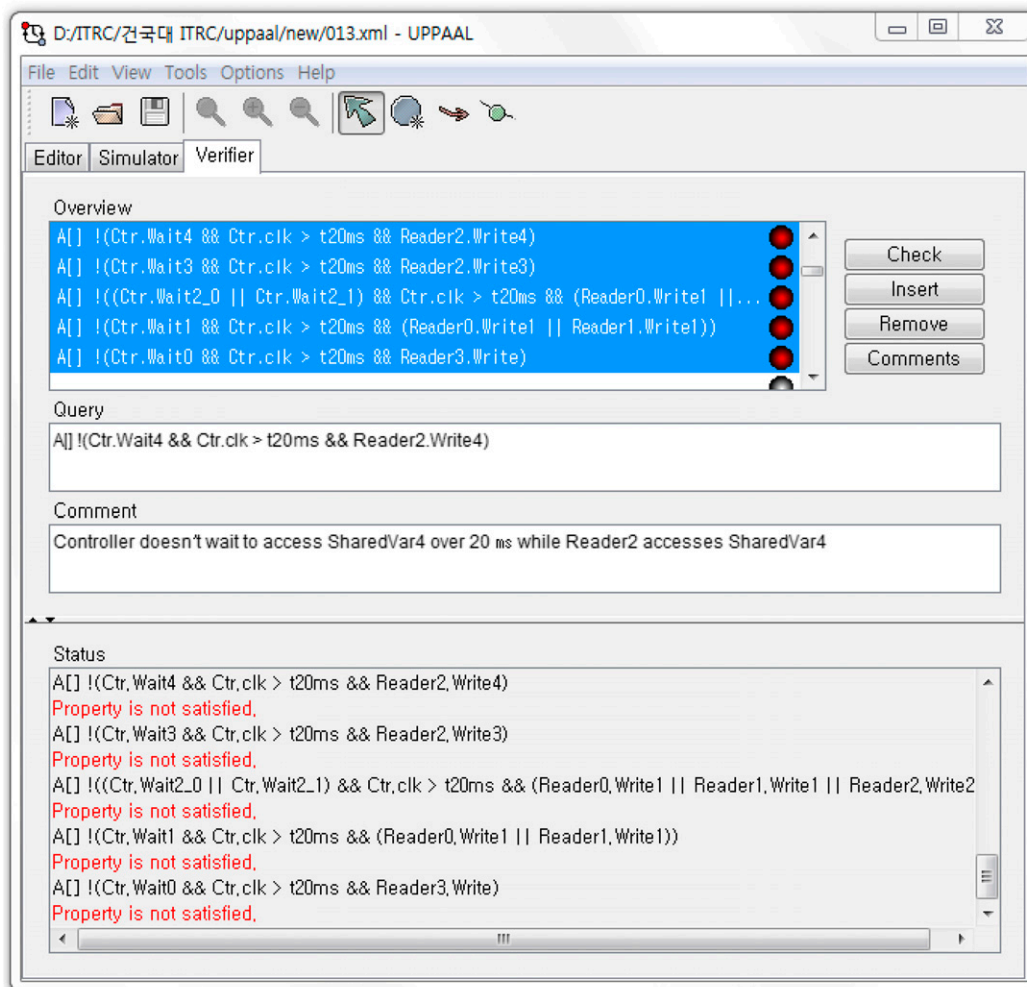 D:/ITRC/건국대 ITRC/uppaal/new/013.xml - UPPAAL
File Edit View Tools Options Help
Editor Simulator Verifier
Overview
A[] !(Ctr.Wait4 && Ctr.clk > t20ms && Reader2.Write4)
A[] !(Ctr.Wait3 && Ctr.clk > t20ms && Reader2.Write3)
A[] !((Ctr.Wait2_0 || Ctr.Wait2_1) && Ctr.clk > t20ms && (Reader0.Write1 ||...
A[] !(Ctr.Wait1 && Ctr.clk > t20ms && (Reader0.Write1 || Reader1.Write1))
A[] !(Ctr.Wait0 && Ctr.clk > t20ms && Reader3.Write)
Check
Insert
Remove
Comments
Query
A[] !(Ctr.Wait4 && Ctr.clk > t20ms && Reader2.Write4)
Comment
Controller doesn't wait to access SharedVar4 over 20 ㎳ while Reader2 accesses SharedVar4
Status
A[] !(Ctr.Wait4 && Ctr.clk > t20ms && Reader2.Write4)
Property is not satisfied.
A[] !(Ctr.Wait3 && Ctr.clk > t20ms && Reader2.Write3)
Property is not satisfied.
A[] !((Ctr.Wait2_0 || Ctr.Wait2_1) && Ctr.clk > t20ms && (Reader0.Write1 || Reader1.Write1 || Reader2.Write2
Property is not satisfied.
A[] !(Ctr.Wait1 && Ctr.clk > t20ms && (Reader0.Write1 || Reader1.Write1))
Property is not satisfied.
A[] !(Ctr.Wait0 && Ctr.clk > t20ms && Reader3.Write)
Property is not satisfied.